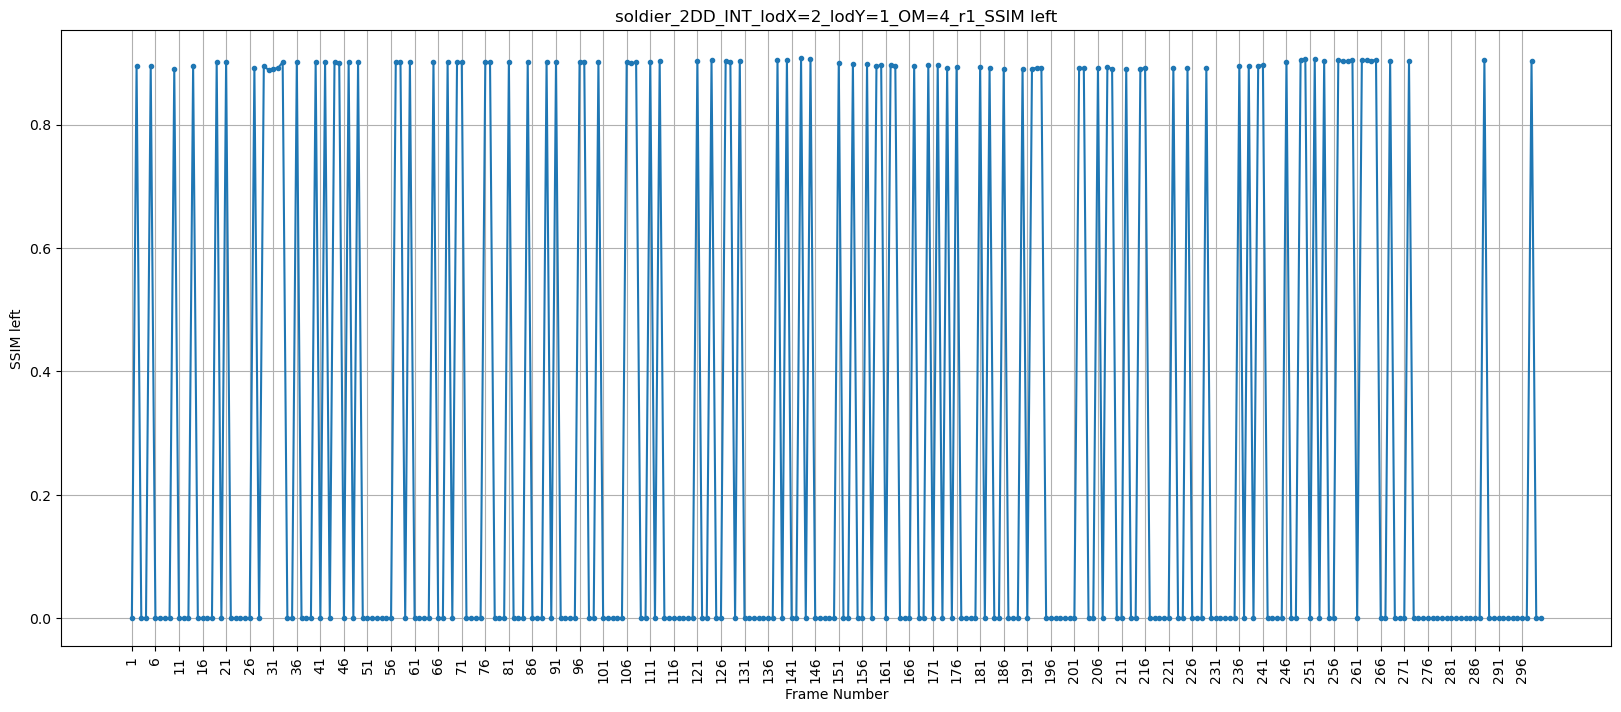 soldier_2DD_INT_lodX=2_lodY=1_OM=4_r1_SSIM left
SSIM left
0.8
0.6
0.4
0.2
0.0
1 6 11 16 21 26 31 36 41 46 51 56 61 66 71 76 81 86 91 96 101 106 111 116 121 126 131 136 141 146 151 156 161 166 171 176 181 186 191 196 201 206 211 216 221 226 231 236 241 246 251 256 261 266 271 276 281 286 291 296
Frame Number